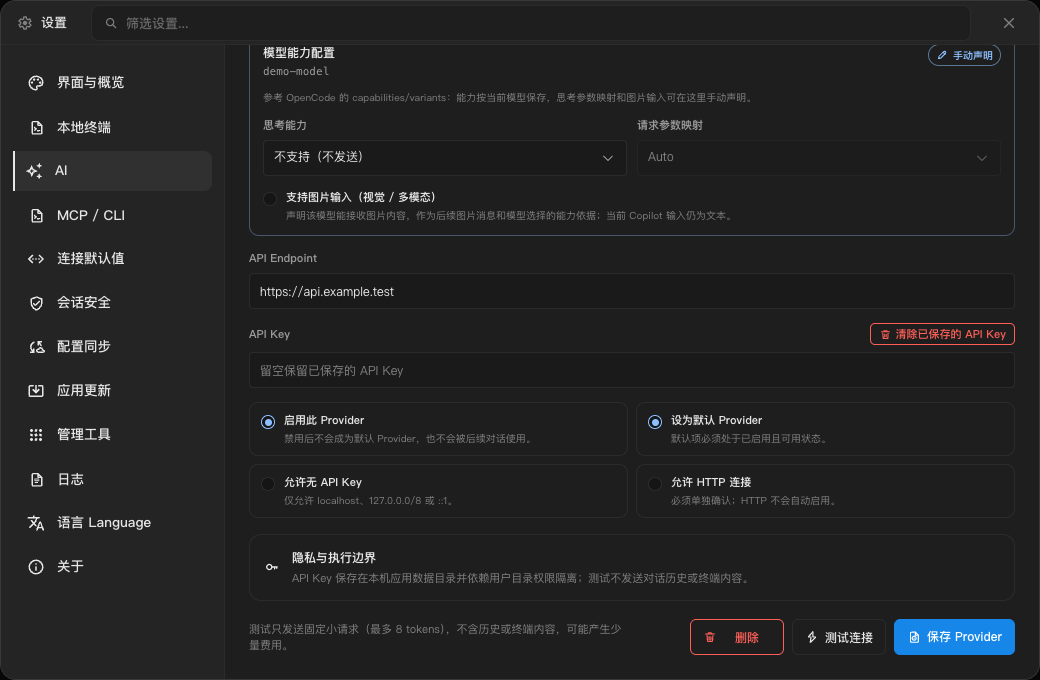 设置
筛选设置...
界面与概览
本地终端
AI
MCP / CLI
连接默认值
会话安全
配置同步
应用更新
管理工具
日志
语言 Language
关于
模型能力配置
手动声明
demo-model
参考 OpenCode 的 capabilities/variants：能力按当前模型保存，思考参数映射和图片输入可在这里手动声明。
思考能力
请求参数映射
不支持（不发送）
Auto
支持图片输入（视觉 / 多模态）
声明该模型能接收图片内容，作为后续图片消息和模型选择的能力依据；当前 Copilot 输入仍为文本。
API Endpoint
https://api.example.test
API Key
清除已保存的 API Key
留空保留已保存的 API Key
启用此 Provider
禁用后不会成为默认 Provider，也不会被后续对话使用。
设为默认 Provider
默认项必须处于已启用且可用状态。
允许无 API Key
仅允许 localhost、127.0.0.0/8 或 ::1。
允许 HTTP 连接
必须单独确认；HTTP 不会自动启用。
隐私与执行边界
API Key 保存在本机应用数据目录并依赖用户目录权限隔离；测试不发送对话历史或终端内容。
测试只发送固定小请求（最多 8 tokens），不含历史或终端内容，可能产生少
量费用。
删除
测试连接
保存 Provider